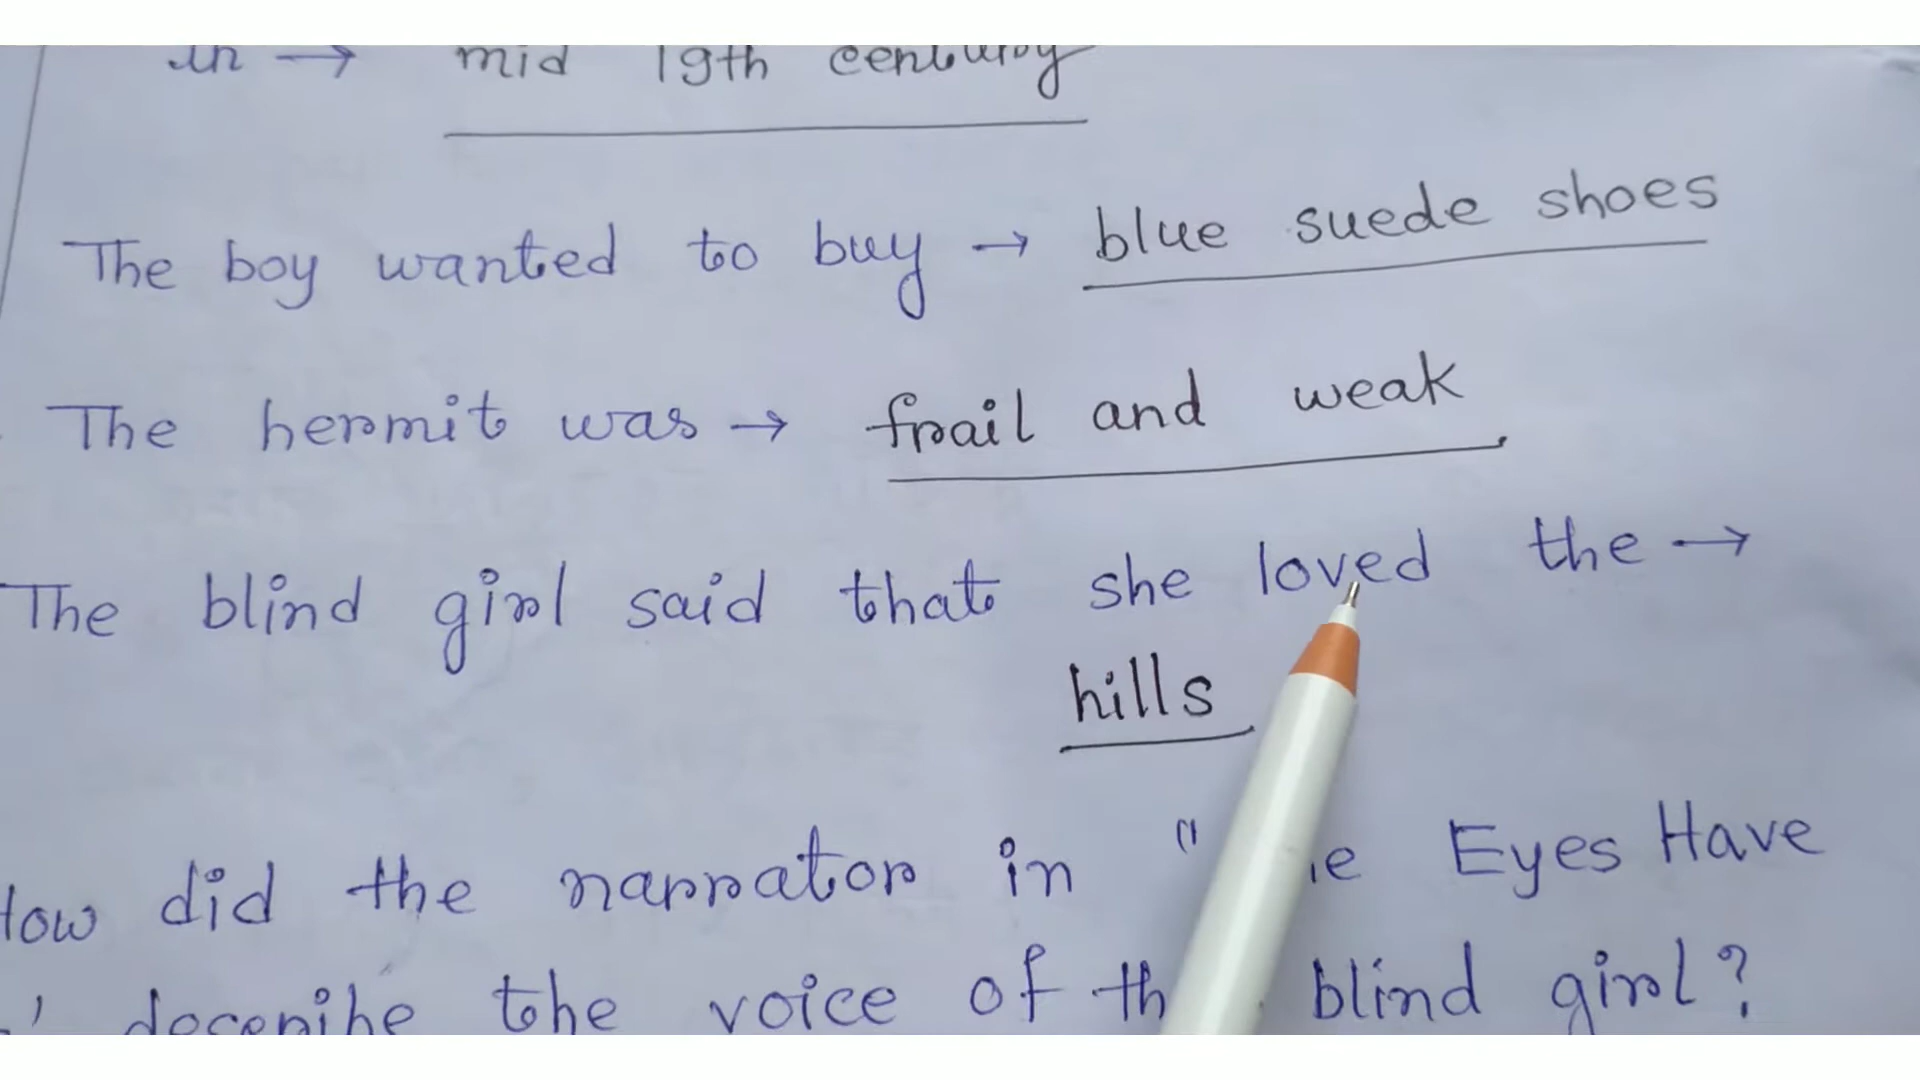 in → mid 19th century
The boy wanted to buy → blue suede shoes
The hermit was → frail and weak
The blind girl said that she loved the →
hills
How did the narrator in " Eyes Have
describe the voice of blind girl?